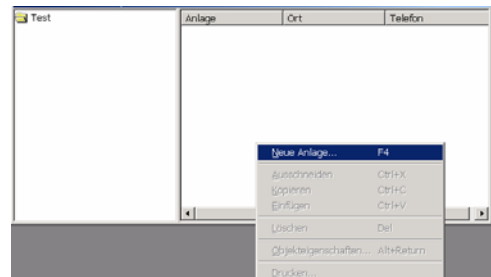 Test
Anlage Ort Telefon
Neue Anlage... F4
Ausschneiden Ctrl+X
Kopieren Ctrl+C
Einfügen Ctrl+V
Löschen Del
Objekteigenschaften... Alt+Return
Drucken...